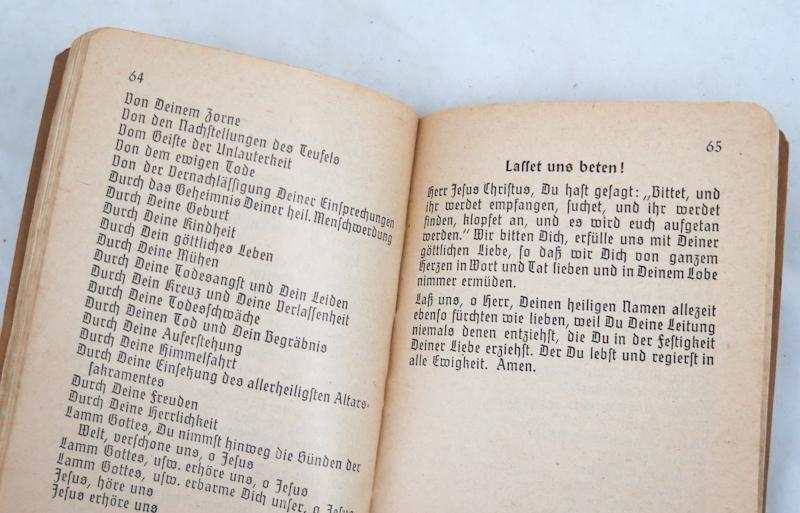 64
Von Deinem Zorne
Von den Nachstellungen des Teufels
Vom Geiste der Unlauterkeit
Von dem ewigen Tode
Von der Vernachlässigung Deiner Einsprechungen
Durch das Geheimnis Deiner heil. Menschwerdung
Durch Deine Geburt
Durch Deine Kindheit
Durch Dein göttliches Leben
Durch Deine Mühen
Durch Deine Todesangst und Dein Leiden
Durch Dein Kreuz und Deine Verlassenheit
Durch Deine Todesschwäche
Durch Deinen Tod und Dein Begräbnis
Durch Deine Auferstehung
Durch Deine Himmelfahrt
Durch Deine Einsetzung des allerheiligsten Altars-
sakramentes
Durch Deine Freuden
Durch Deine Herrlichkeit
Lamm Gottes, Du nimmst hinweg die Sünden der
Welt, verschone uns, o Jesus
Lamm Gottes, usw. erhöre uns, o Jesus
Lamm Gottes, usw. erbarme Dich unser, o Jesus
Jesus, höre uns
Jesus erhöre uns
65
Lasset uns beten!
Herr Jesus Christus, Du hast gesagt: „Bittet, und
ihr werdet empfangen, suchet, und ihr werdet
finden, klopfet an, und es wird euch aufgetan
werden.“ Wir bitten Dich, erfülle uns mit Deiner
göttlichen Liebe, so daß wir Dich von ganzem
Herzen in Wort und Tat lieben und in Deinem Lobe
nimmer ermüden.
Laß uns, o Herr, Deinen heiligen Namen allezeit
ebenso fürchten wie lieben, weil Du Deine Leitung
niemals denen entziehst, die Du in der Festigkeit
Deiner Liebe erziehst. Der Du lebst und regierst in
alle Ewigkeit. Amen.